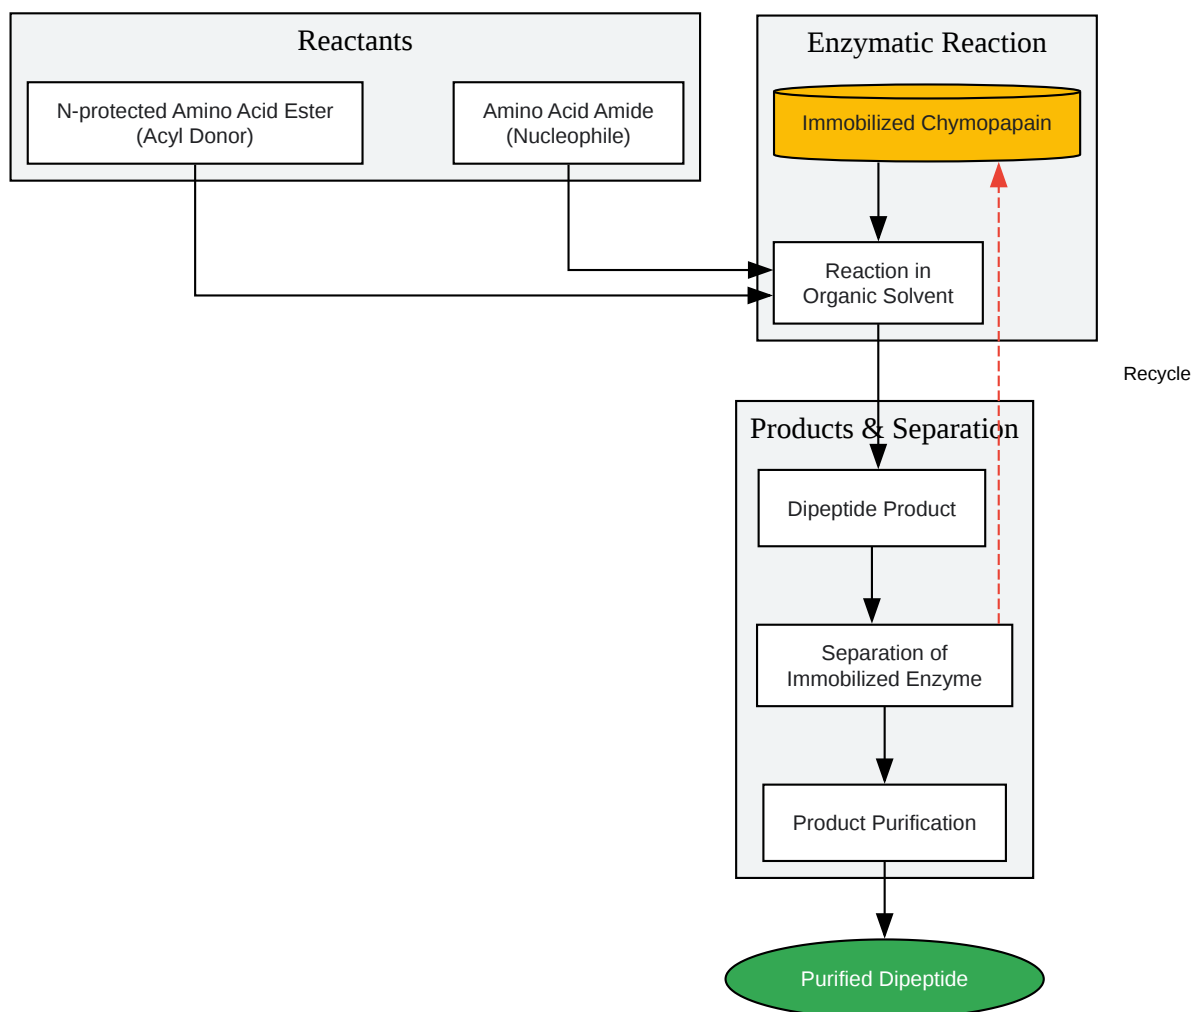 Reactants
N-protected Amino Acid Ester
(Acyl Donor)
Amino Acid Amide
(Nucleophile)
Enzymatic Reaction
Immobilized Chymopapain
Reaction in
Organic Solvent
Recycle
Products & Separation
Dipeptide Product
Separation of
Immobilized Enzyme
Product Purification
Purified Dipeptide